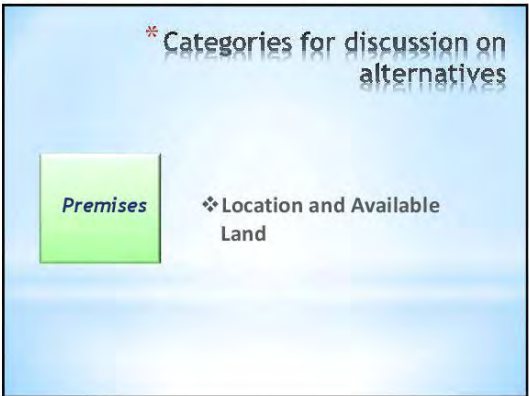 * Categories for discussion on
alternatives
Premises
❖ Location and Available
Land